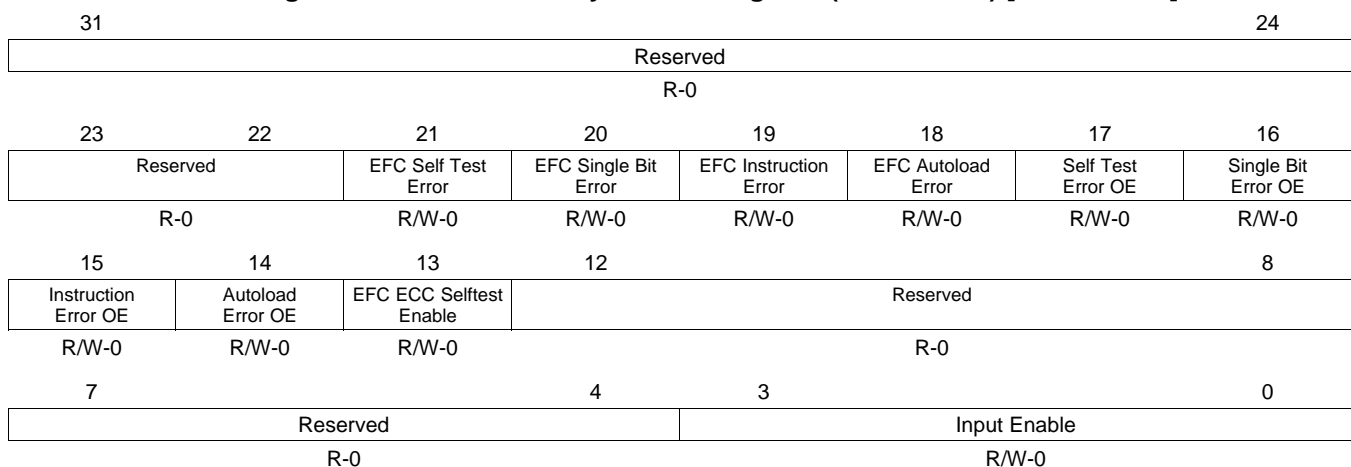 31 24
Reserved
R-0
23 22 21 20 19 18 17 16
Reserved EFC Self Test Error EFC Single Bit Error EFC Instruction Error EFC Autoload Error Self Test Error OE Single Bit Error OE
R-0 R/W-0 R/W-0 R/W-0 R/W-0 R/W-0 R/W-0
15 14 13 12 8
Instruction Error OE Autoload Error OE EFC ECC Selftest Enable Reserved
R/W-0 R/W-0 R/W-0 R-0
7 4 3 0
Reserved Input Enable
R-0 R/W-0